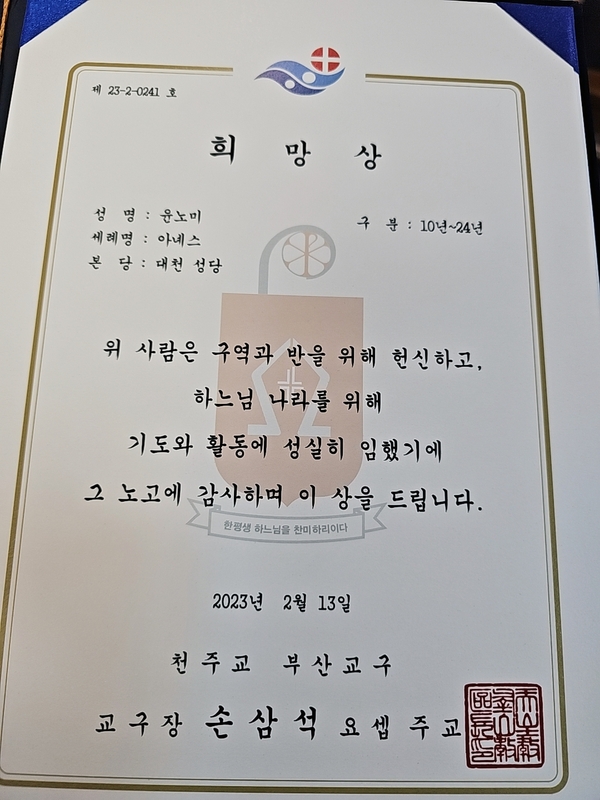 제 23-2-0241 호
희 망 상
성 명 : 윤노미
구 분 : 10년~24년
세례명 : 아녜스
본 당 : 대천 성당
위 사람은 구역과 반을 위해 헌신하고,
하느님 나라를 위해
기도와 활동에 성실히 임했기에
그 노고에 감사하며 이 상을 드립니다.
한평생 하느님을 찬미하리이다
2023년 2월 13일
천주교 부산교구
교구장 손삼석 요셉 주교